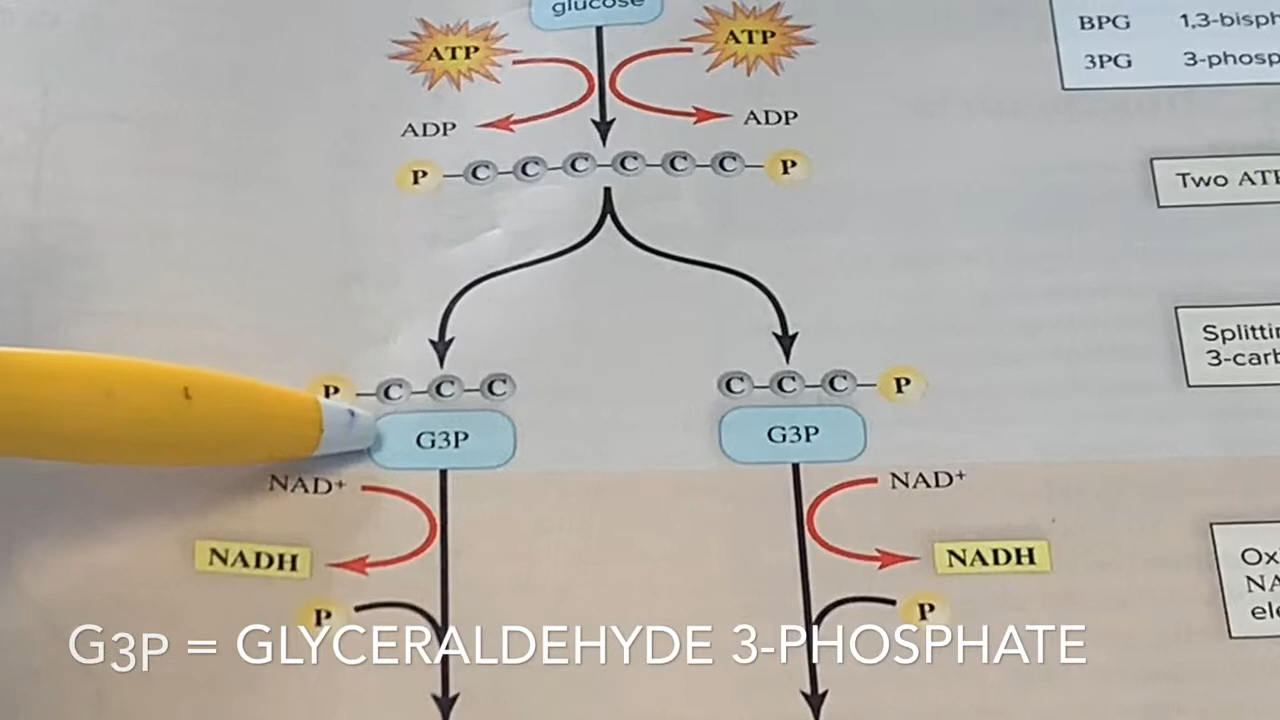 glucose
ATP
ATP
ADP
ADP
P C C C C C C P
P C C C
C C C P
G3P
G3P
NAD+
NAD+
NADH
NADH
P
P
BPG 1,3-bisph
3PG 3-phosp
Two ATP
Splittin
3-carb
Ox
NA
ele
G3P = GLYCERALDEHYDE 3-PHOSPHATE